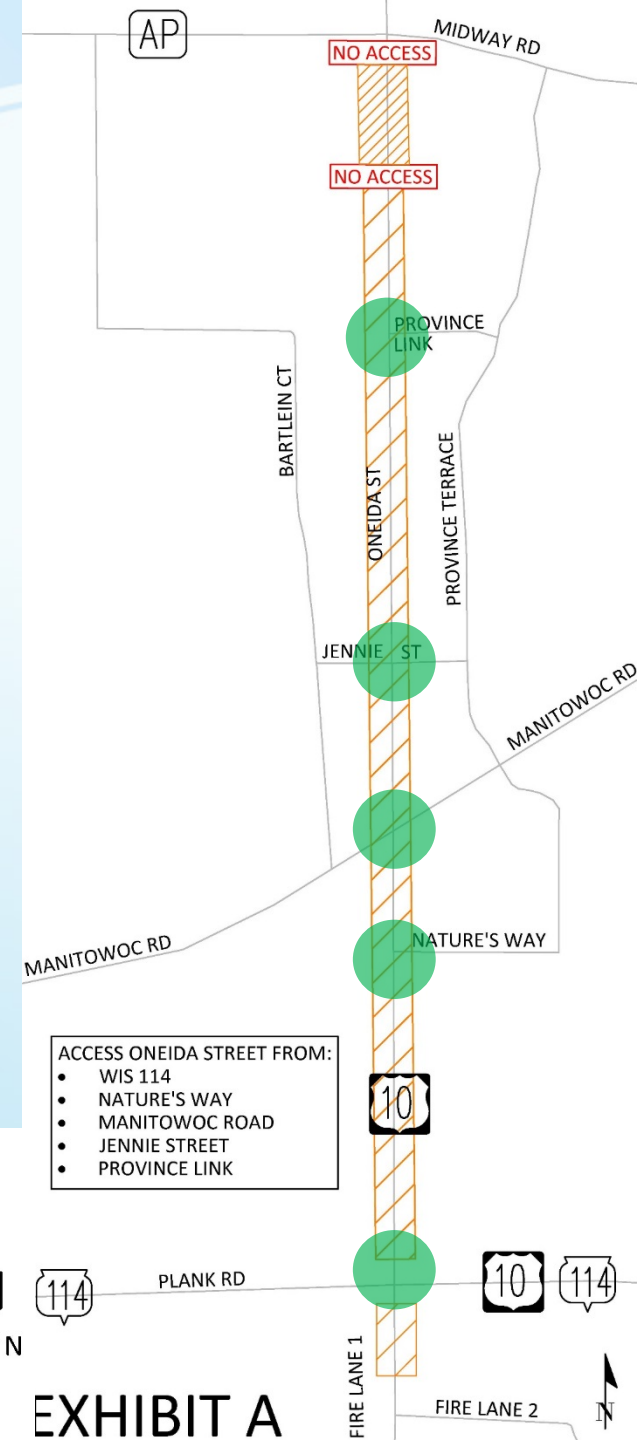 AP
MIDWAY RD
NO ACCESS
NO ACCESS
PROVINCE
LINK
BARTLEIN CT
ONEIDA ST
PROVINCE TERRACE
JENNIE ST
MANITOWOC RD
NATURE'S WAY
MANITOWOC RD
ACCESS ONEIDA STREET FROM:
• WIS 114
• NATURE'S WAY
• MANITOWOC ROAD
• JENNIE STREET
• PROVINCE LINK
10
114
PLANK RD
10
114
N
FIRE LANE 1
FIRE LANE 2
N
EXHIBIT A